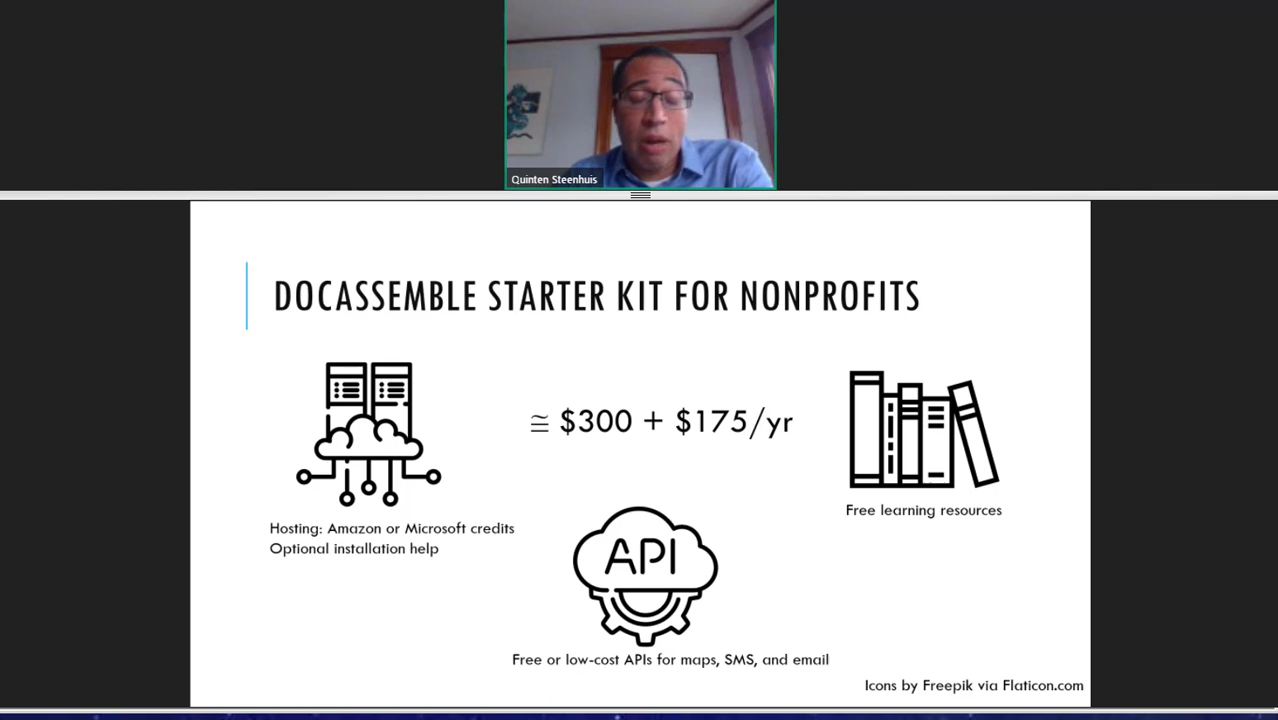 Quinten Steenhuis
DOCASSEMBLE STARTER KIT FOR NONPROFITS
≅ $300 + $175/yr
Hosting: Amazon or Microsoft credits
Optional installation help
Free learning resources
API
Free or low-cost APIs for maps, SMS, and email
Icons by Freepik via Flaticon.com